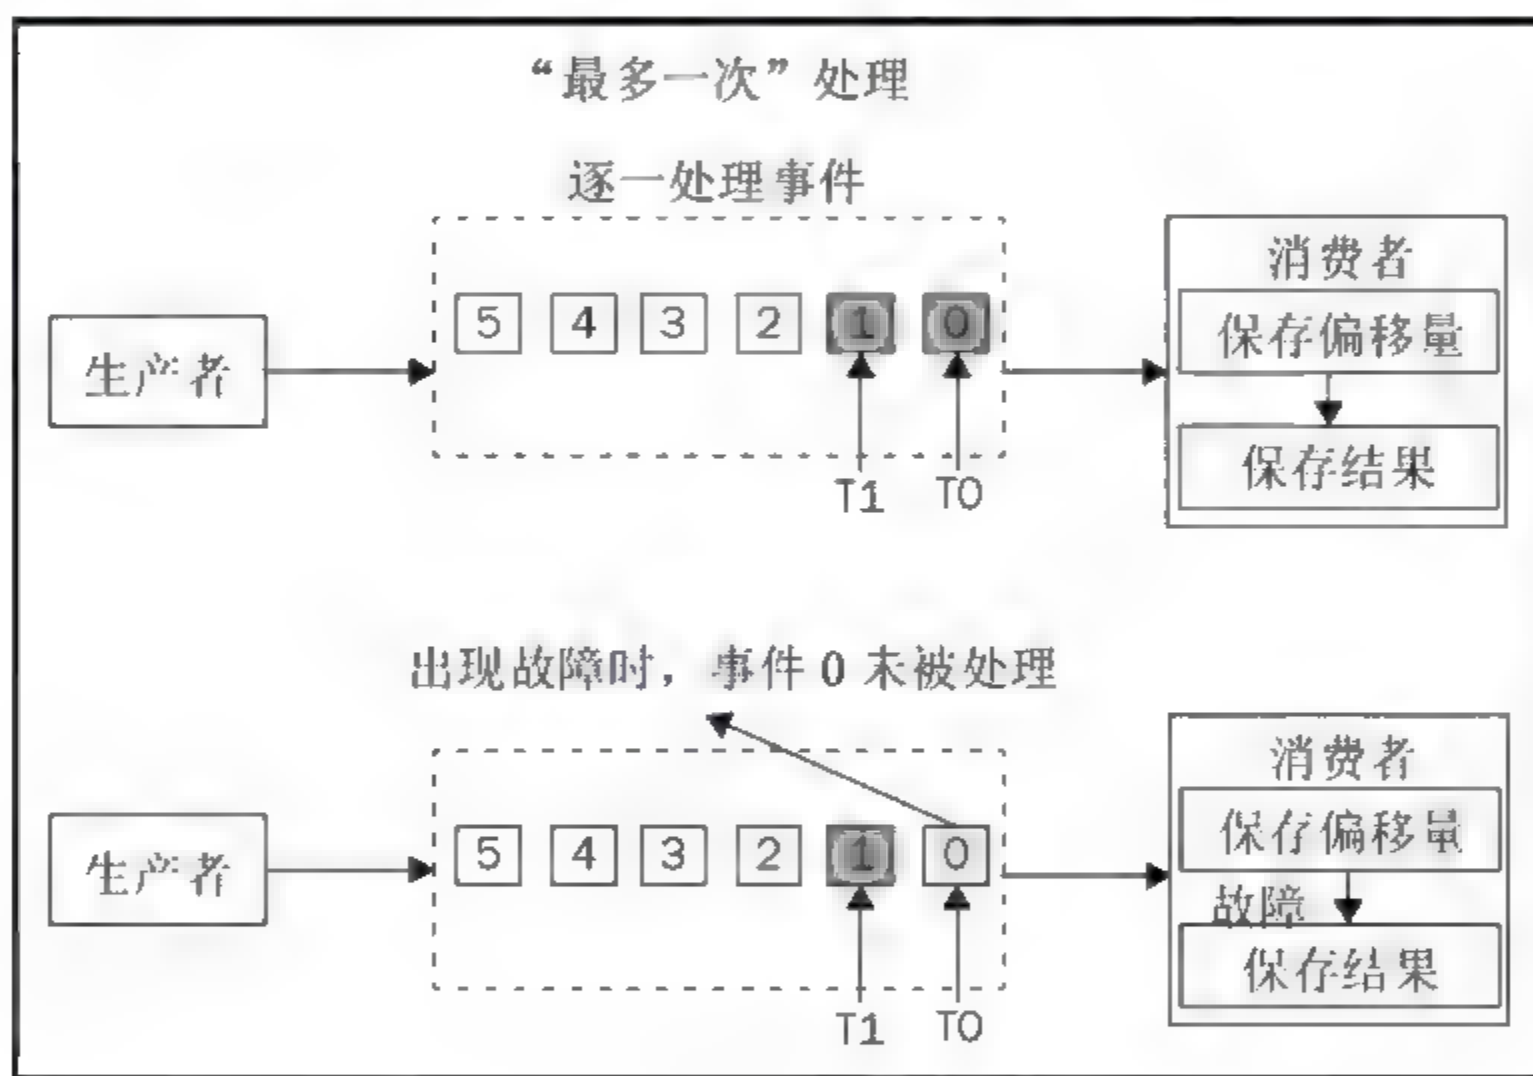 “最多一次”处理
逐一处理事件
生产者
5 4 3 2 1 0
T1 T0
消费者
保存偏移量
保存结果
出现故障时，事件 0 未被处理
生产者
5 4 3 2 1 0
T1 T0
消费者
保存偏移量
故障
保存结果